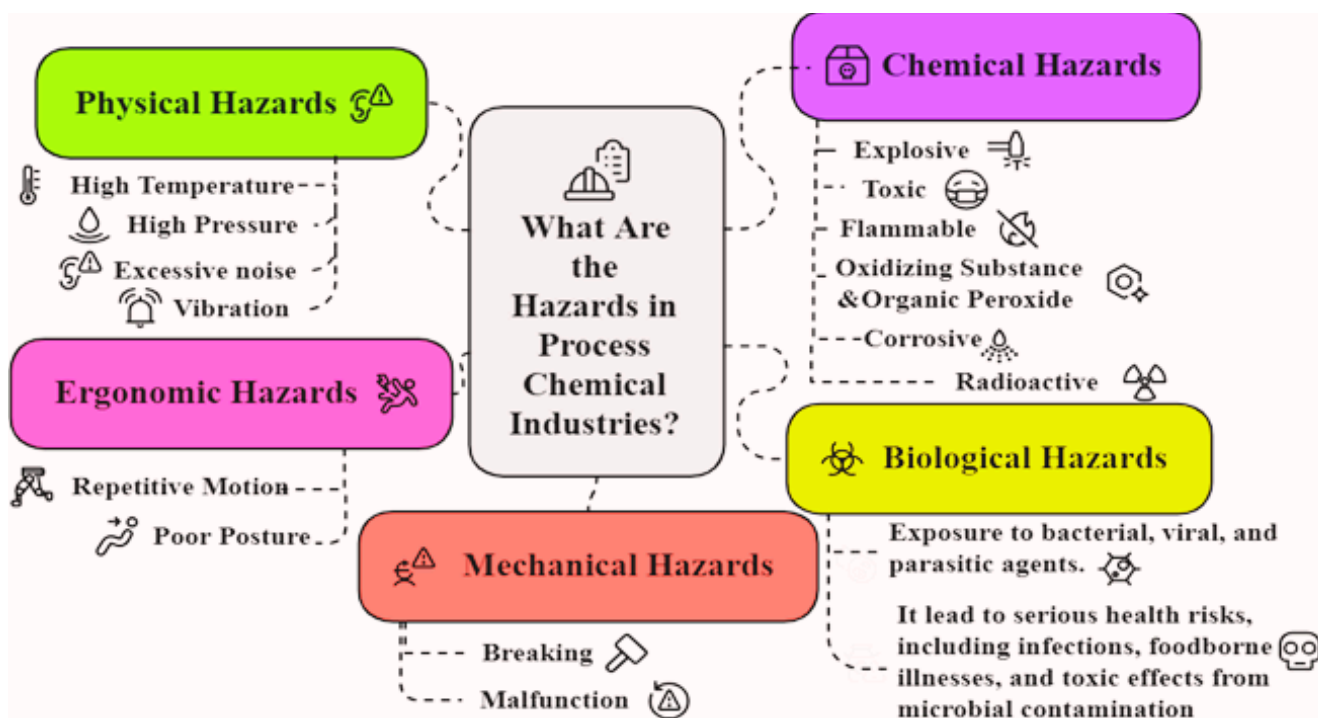 Physical Hazards
High Temperature
High Pressure
Excessive noise
Vibration
Ergonomic Hazards
Repetitive Motion
Poor Posture
What Are
the
Hazards in
Process
Chemical
Industries?
Mechanical Hazards
Breaking
Malfunction
Chemical Hazards
Explosive
Toxic
Flammable
Oxidizing Substance
&Organic Peroxide
Corrosive
Radioactive
Biological Hazards
Exposure to bacterial, viral, and
parasitic agents.
It lead to serious health risks,
including infections, foodborne
illnesses, and toxic effects from
microbial contamination